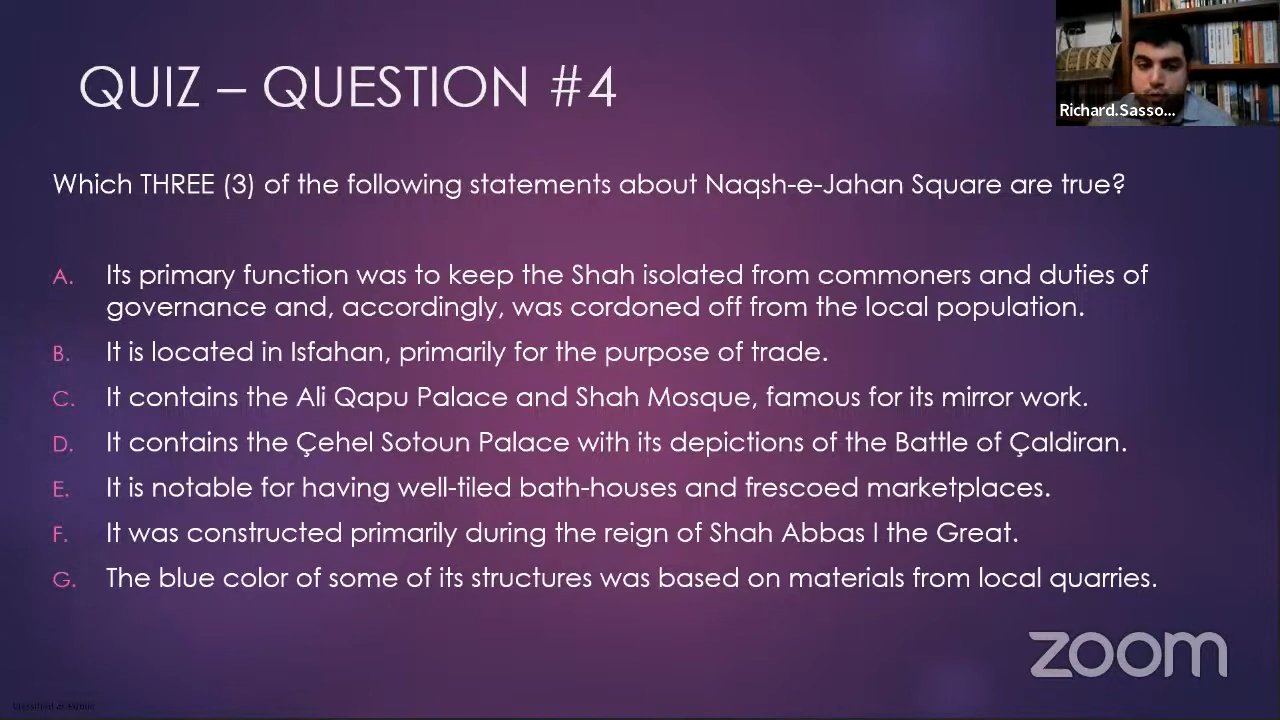 QUIZ – QUESTION #4
Richard.Sasso...
Which THREE (3) of the following statements about Naqsh-e-Jahan Square are true?
A. Its primary function was to keep the Shah isolated from commoners and duties of
governance and, accordingly, was cordoned off from the local population.
B. It is located in Isfahan, primarily for the purpose of trade.
C. It contains the Ali Qapu Palace and Shah Mosque, famous for its mirror work.
D. It contains the Çehel Sotoun Palace with its depictions of the Battle of Çaldiran.
E. It is notable for having well-tiled bath-houses and frescoed marketplaces.
F. It was constructed primarily during the reign of Shah Abbas I the Great.
G. The blue color of some of its structures was based on materials from local quarries.
zoom